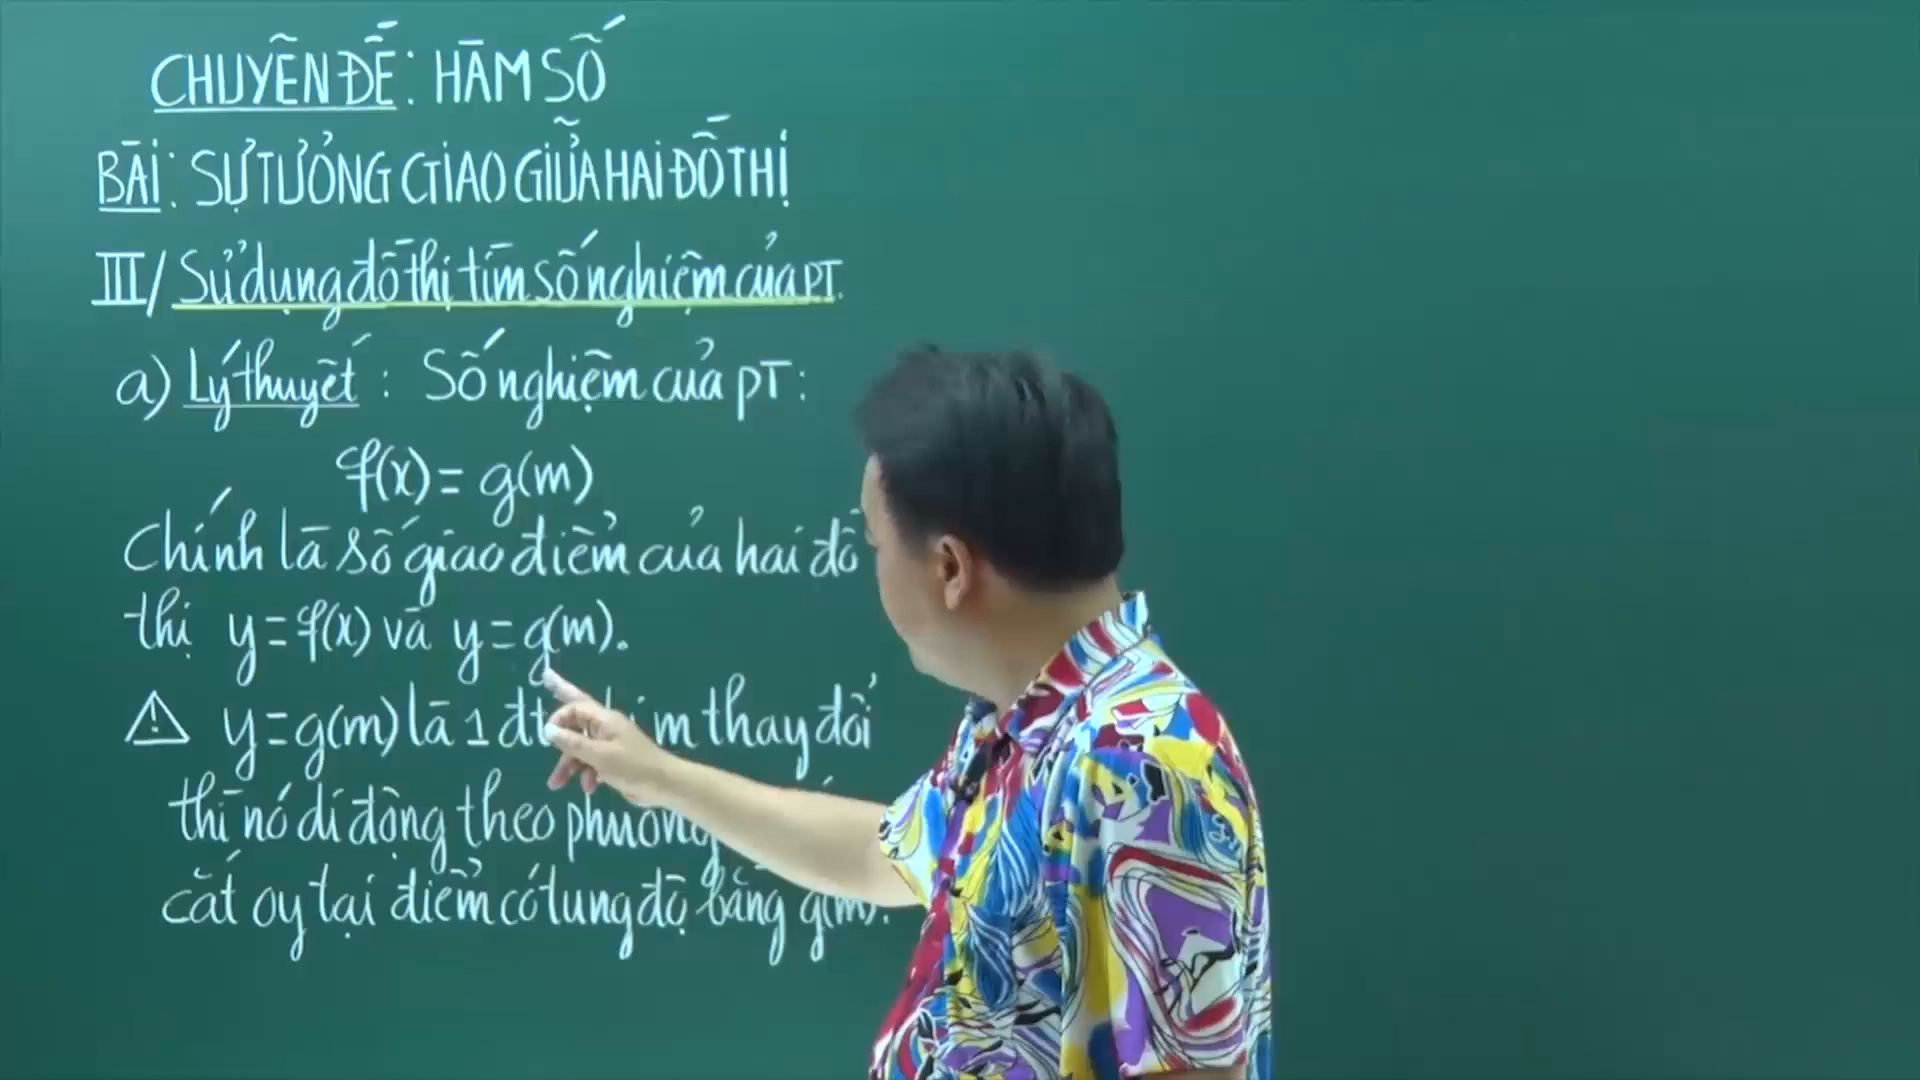 CHUYÊN ĐỀ: HÀM SỐ
BÀI: SỰ TƯƠNG GIAO GIỮA HAI ĐỒ THỊ
III/ Sử dụng đồ thị tìm số nghiệm của PT.
a) Lý thuyết: Số nghiệm của PT:
f(x) = g(m)
Chính là số giao điểm của hai đồ
thị y = f(x) và y = g(m).
⚠ y = g(m) là 1 đt m thay đổi
thì nó di động theo phương
cắt oy tại điểm có tung độ bằng g(m).